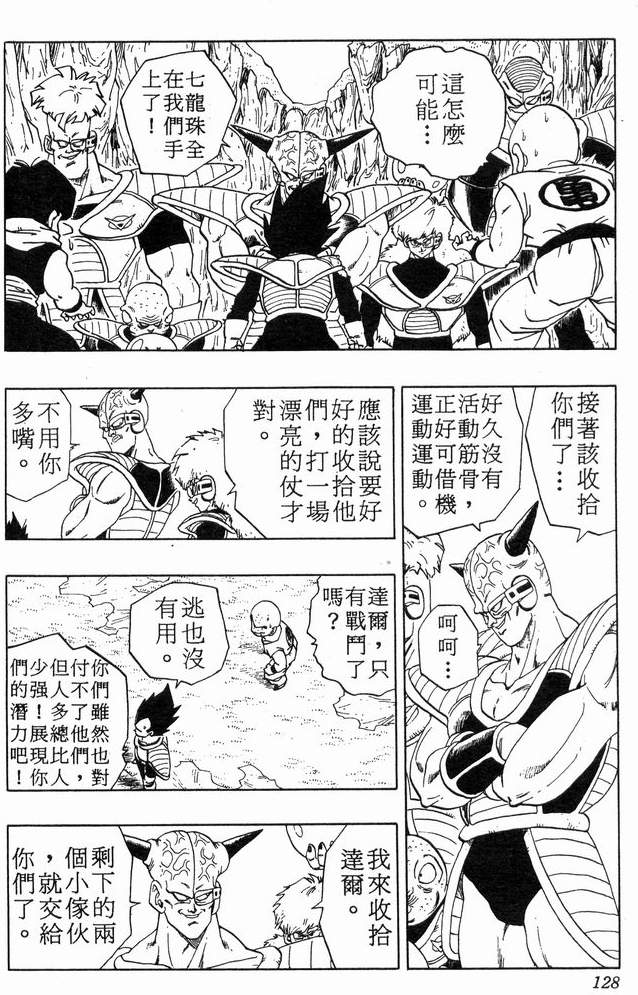 這怎麼
可能…
七龍珠全
在我們手
上了！
亀
接著該收拾
你們了…
好久沒有
活動筋骨，
正好可借機
運動運動。
呵呵…
應該說要好
好的收拾他
們，打一場
漂亮的仗才
對。
不用你
多嘴。
達爾，只
有戰鬥了
嗎？
逃也沒
有用。
你們雖然也對
付不了他們，
但人多總比人
少强！展現你
們的潛力吧！
我來收拾
達爾。
剩下的兩
個小傢伙
，就交給
你們了。
128